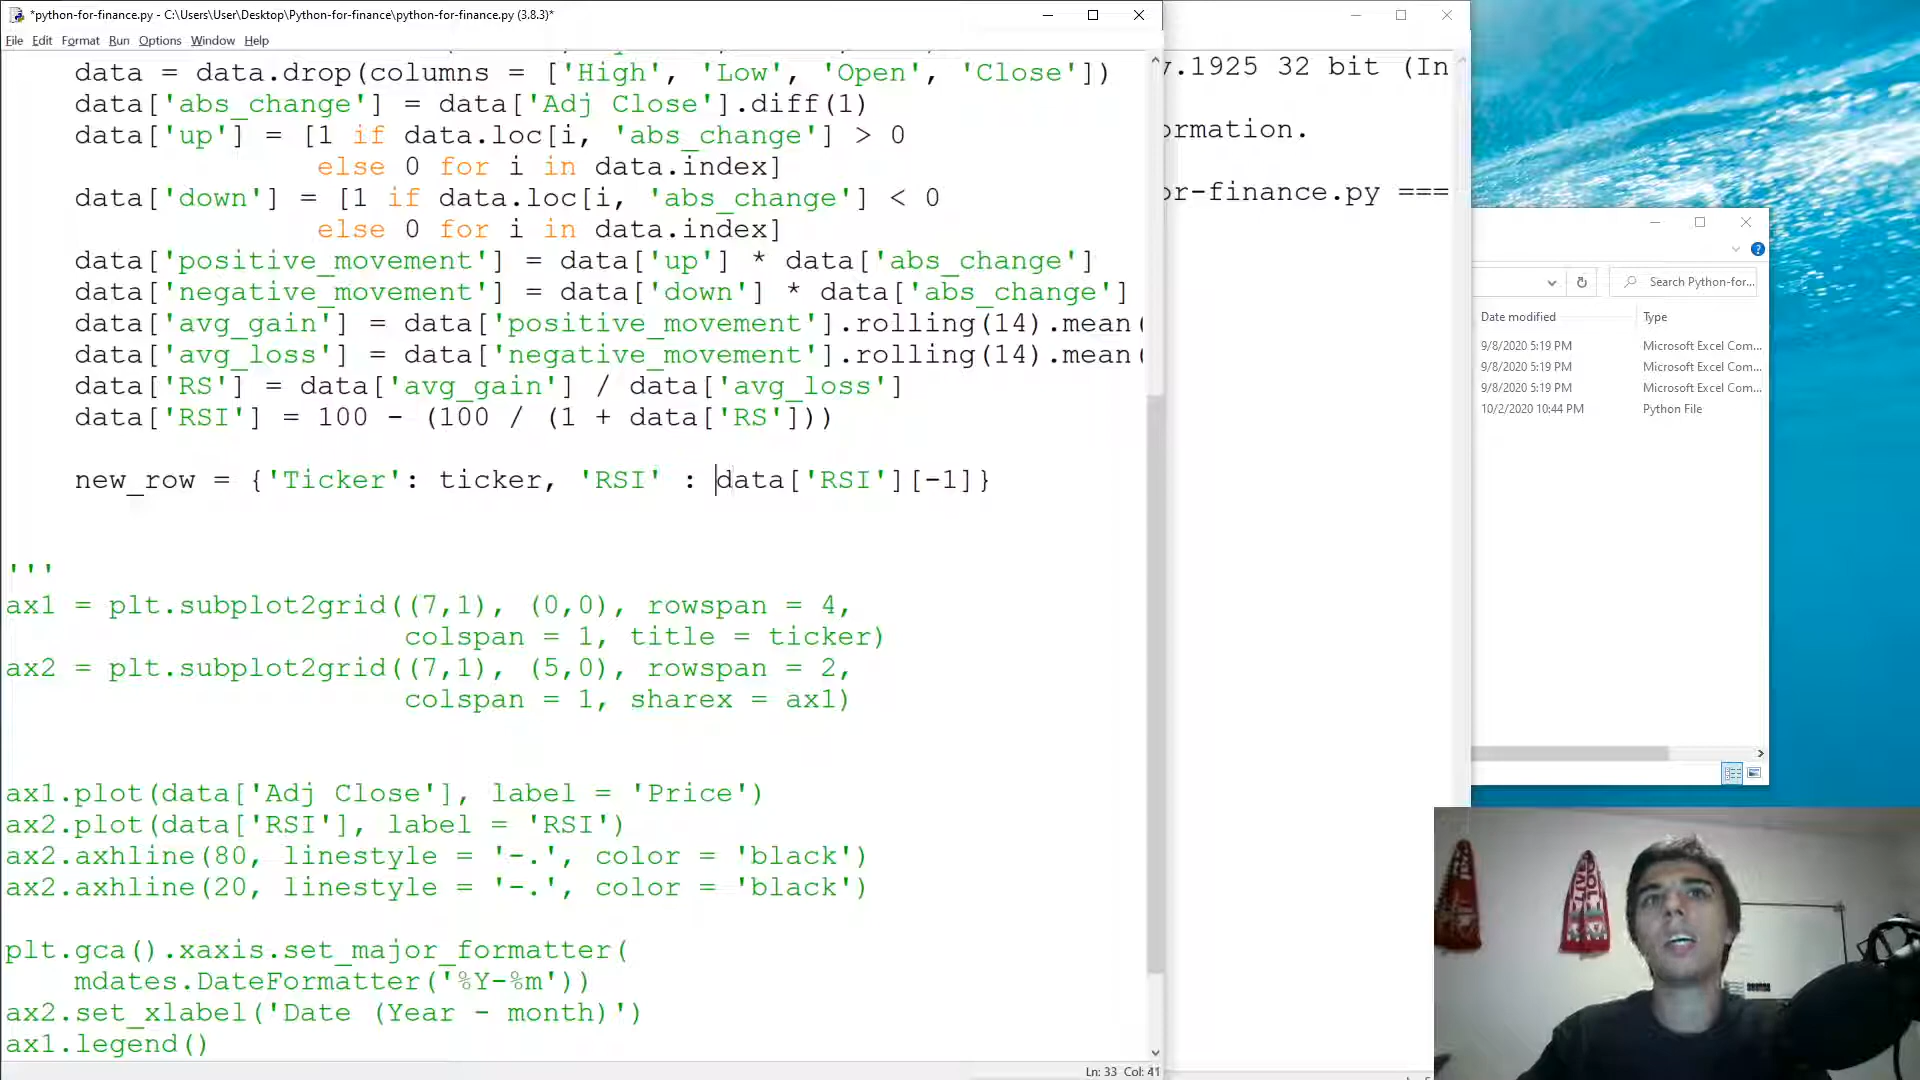 *python-for-finance.py - C:\Users\User\Desktop\Python-for-finance\python-for-finance.py (3.8.3)*
File Edit Format Run Options Window Help
data = data.drop(columns = ['High', 'Low', 'Open', 'Close'])
data['abs_change'] = data['Adj Close'].diff(1)
data['up'] = [1 if data.loc[i, 'abs_change'] > 0
else 0 for i in data.index]
data['down'] = [1 if data.loc[i, 'abs_change'] < 0
else 0 for i in data.index]
data['positive_movement'] = data['up'] * data['abs_change']
data['negative_movement'] = data['down'] * data['abs_change']
data['avg_gain'] = data['positive_movement'].rolling(14).mean(
data['avg_loss'] = data['negative_movement'].rolling(14).mean(
data['RS'] = data['avg_gain'] / data['avg_loss']
data['RSI'] = 100 - (100 / (1 + data['RS']))
new_row = {'Ticker': ticker, 'RSI' : data['RSI'][-1]}
'''
ax1 = plt.subplot2grid((7,1), (0,0), rowspan = 4,
colspan = 1, title = ticker)
ax2 = plt.subplot2grid((7,1), (5,0), rowspan = 2,
colspan = 1, sharex = ax1)
ax1.plot(data['Adj Close'], label = 'Price')
ax2.plot(data['RSI'], label = 'RSI')
ax2.axhline(80, linestyle = '-.', color = 'black')
ax2.axhline(20, linestyle = '-.', color = 'black')
plt.gca().xaxis.set_major_formatter(
mdates.DateFormatter('%Y-%m'))
ax2.set_xlabel('Date (Year - month)')
ax1.legend()
Ln: 33 Col: 41
v.1925 32 bit (In
ormation.
or-finance.py ===
Search Python-for...
Date modified Type
9/8/2020 5:19 PM Microsoft Excel Com...
9/8/2020 5:19 PM Microsoft Excel Com...
9/8/2020 5:19 PM Microsoft Excel Com...
10/2/2020 10:44 PM Python File